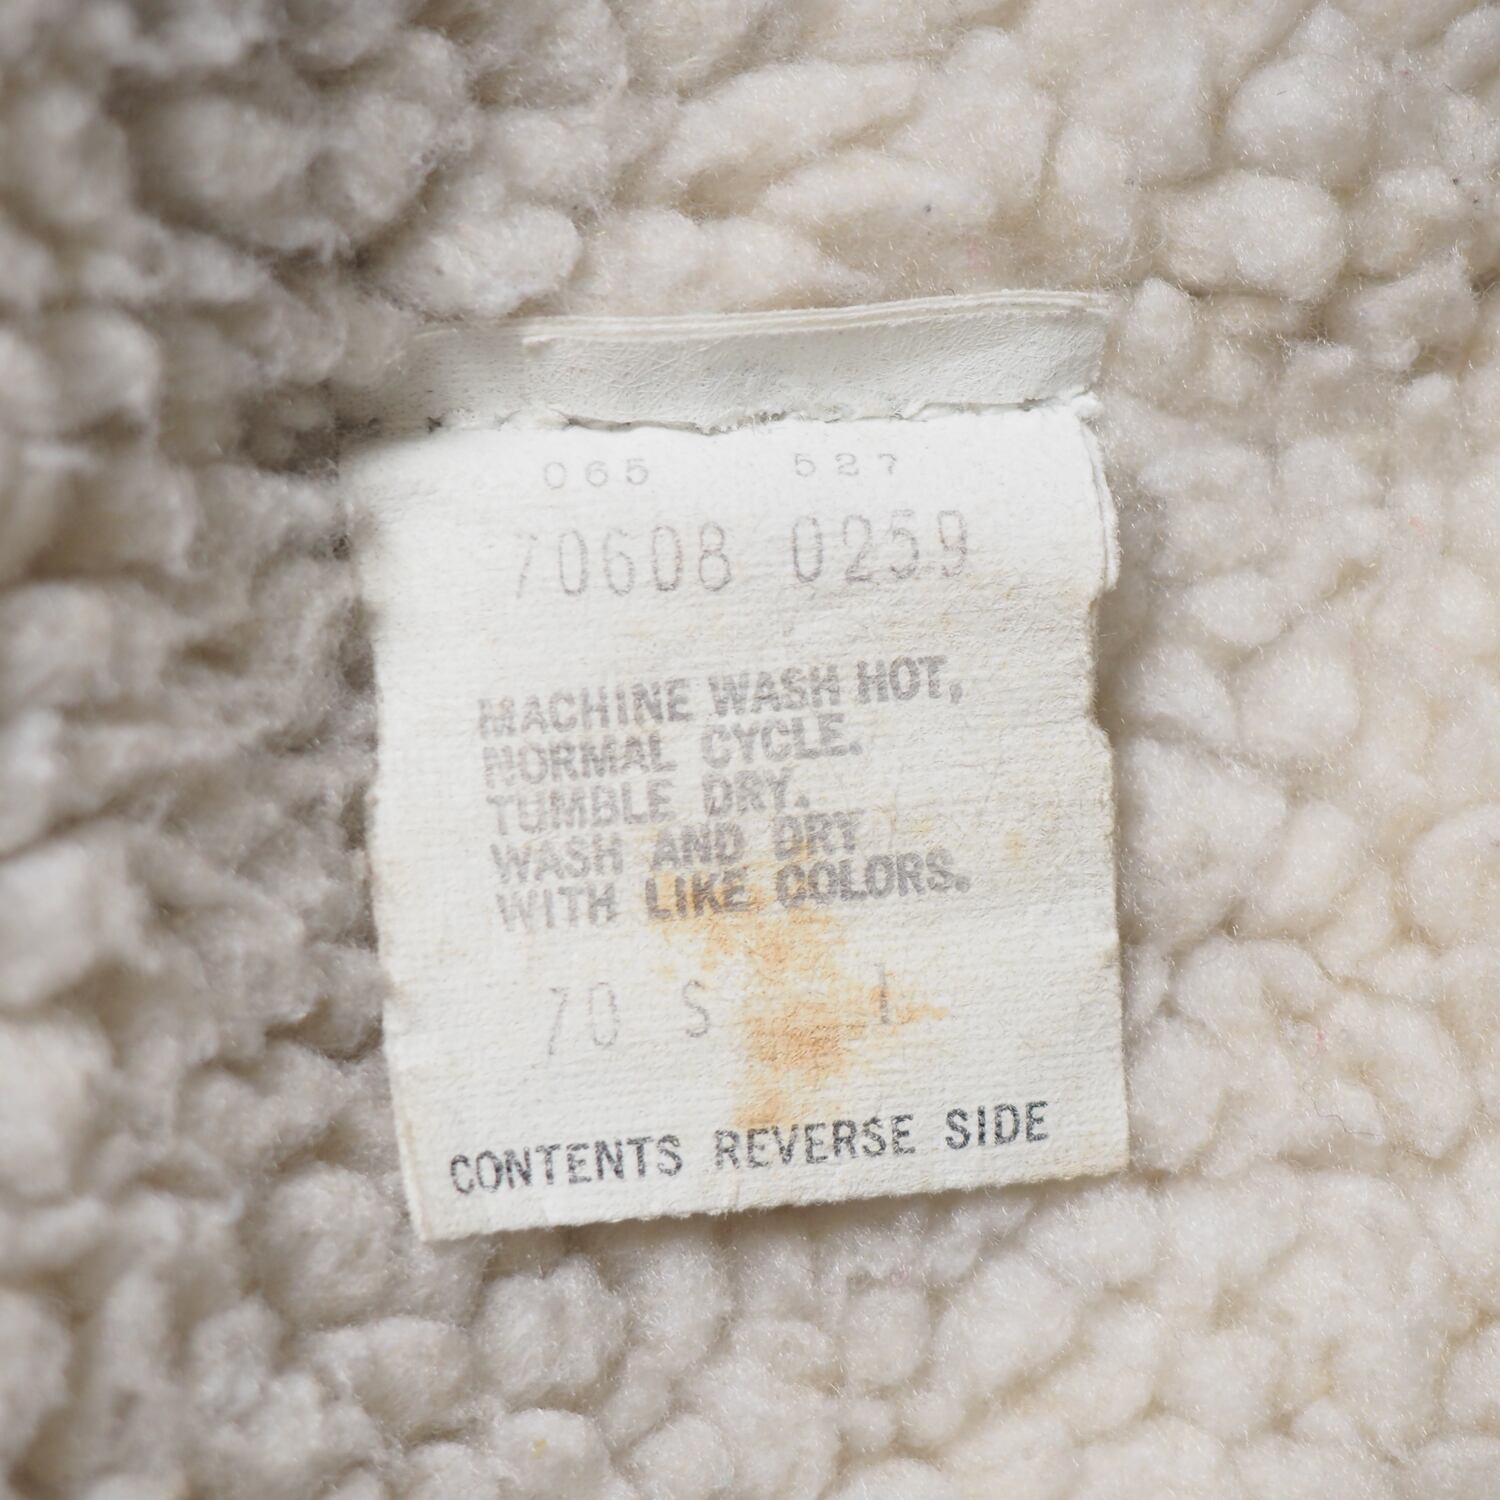 065 527
70608 0259
MACHINE WASH HOT,
NORMAL CYCLE.
TUMBLE DRY.
WASH AND DRY
WITH LIKE COLORS.
70 S 1
CONTENTS REVERSE SIDE